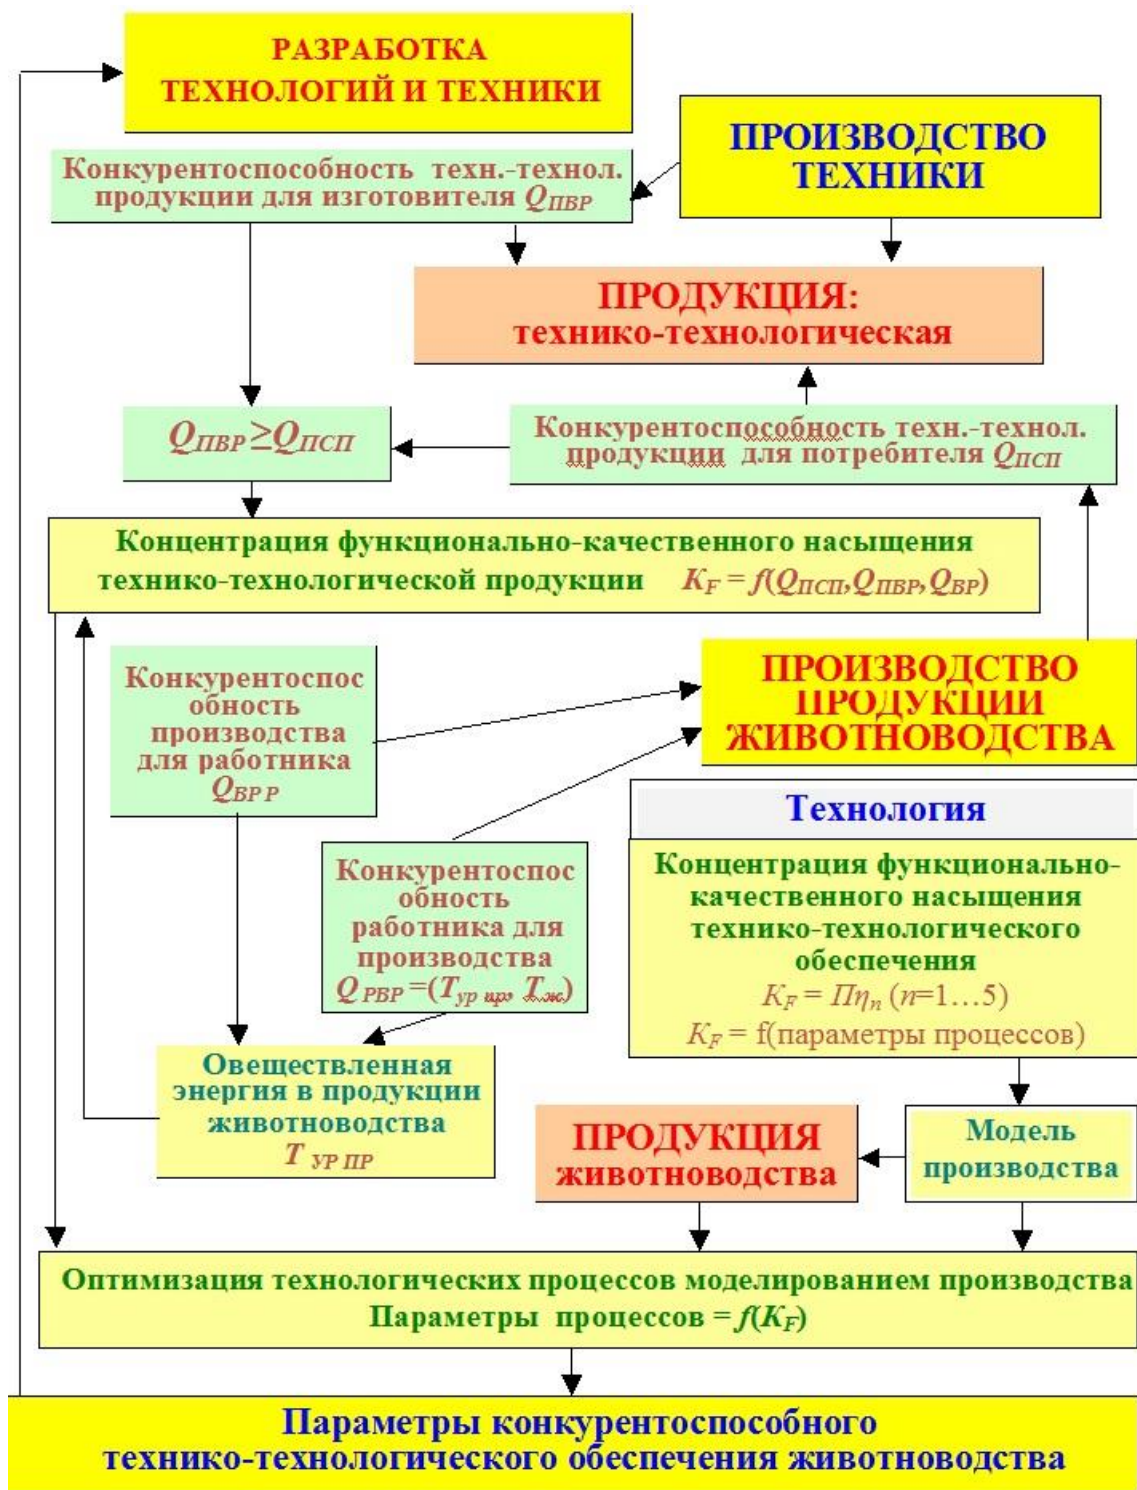 РАЗРАБОТКА
ТЕХНОЛОГИЙ И ТЕХНИКИ
ПРОИЗВОДСТВО
ТЕХНИКИ
Конкурентоспособность техн.-технол.
продукции для изготовителя QПВР
ПРОДУКЦИЯ:
технико-технологическая
QПВР ≥QПСП
Конкурентоспособность техн.-технол.
продукции для потребителя QПСП
Концентрация функционально-качественного насыщения
технико-технологической продукции KF = f(QПСП,QПВР,QВР)
Конкурентоспос
обность
производства
для работника
QВР Р
ПРОИЗВОДСТВО
ПРОДУКЦИИ
ЖИВОТНОВОДСТВА
Технология
Конкурентоспос
обность
работника для
производства
Q РВР =(Tур пр, Tж)
Концентрация функционально-
качественного насыщения
технико-технологического
обеспечения
KF = Πηn (n=1…5)
KF = f(параметры процессов)
Овеществленная
энергия в продукции
животноводства
T УР ПР
ПРОДУКЦИЯ
животноводства
Модель
производства
Оптимизация технологических процессов моделированием производства
Параметры процессов = f(KF)
Параметры конкурентоспособного
технико-технологического обеспечения животноводства